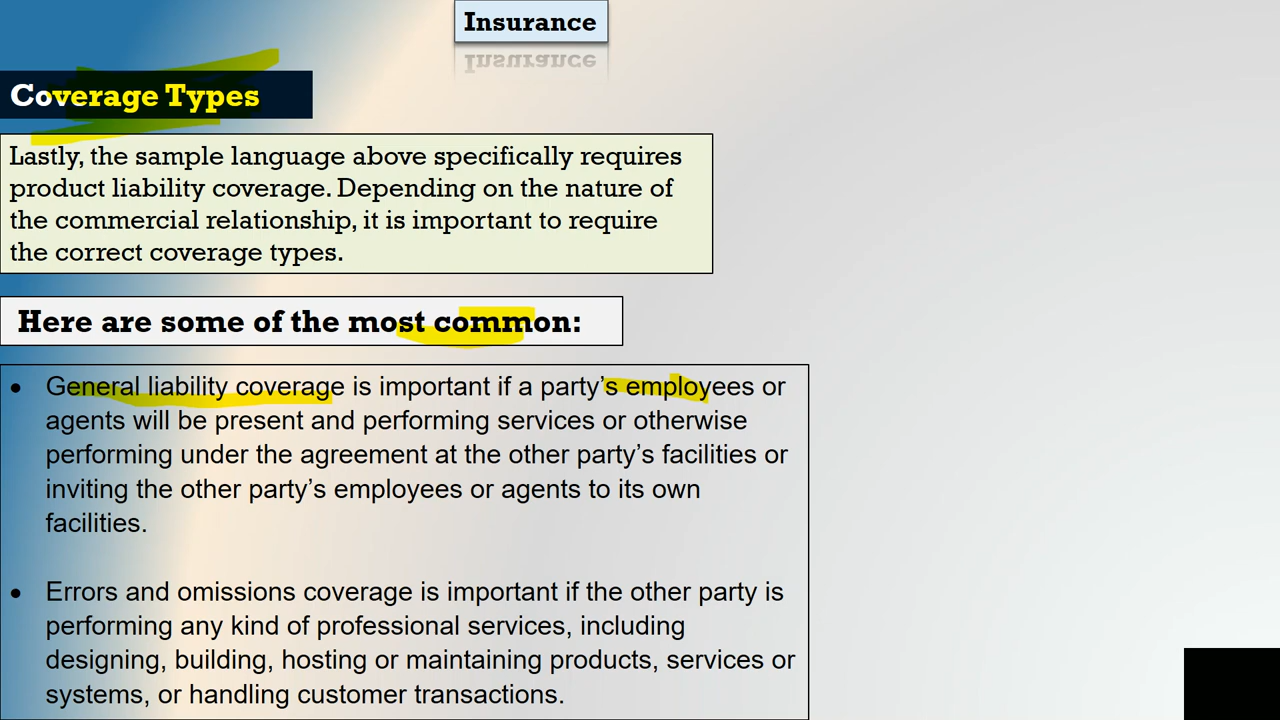 Insurance
Coverage Types
Lastly, the sample language above specifically requires
product liability coverage. Depending on the nature of
the commercial relationship, it is important to require
the correct coverage types.
Here are some of the most common:
• General liability coverage is important if a party’s employees or
agents will be present and performing services or otherwise
performing under the agreement at the other party’s facilities or
inviting the other party’s employees or agents to its own
facilities.
• Errors and omissions coverage is important if the other party is
performing any kind of professional services, including
designing, building, hosting or maintaining products, services or
systems, or handling customer transactions.